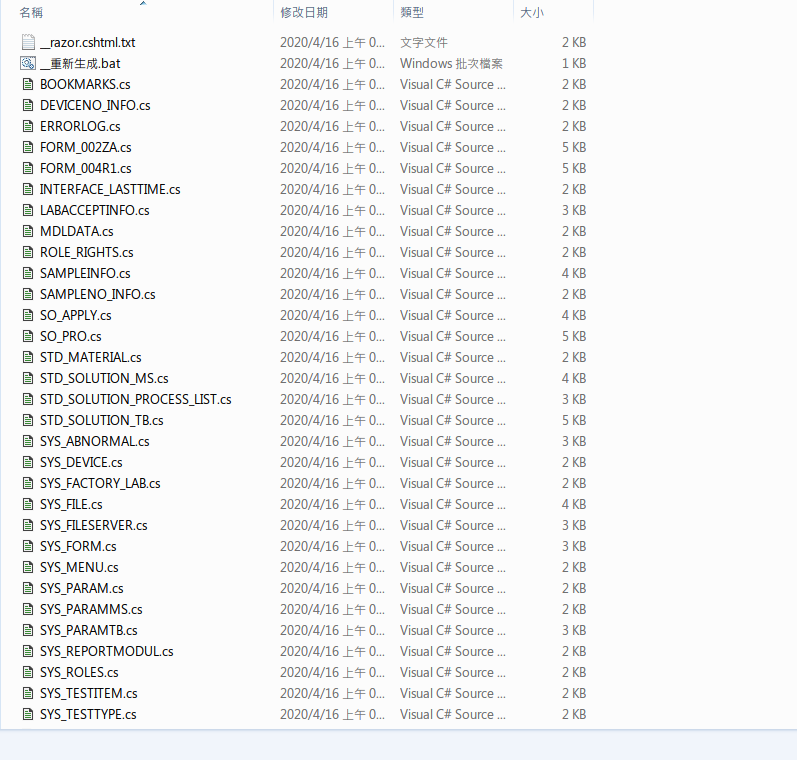 名稱 修改日期 類型 大小
__razor.cshtml.txt 2020/4/16 上午 0... 文字文件 2 KB
__重新生成.bat 2020/4/16 上午 0... Windows 批次檔案 1 KB
BOOKMARKS.cs 2020/4/16 上午 0... Visual C# Source ... 2 KB
DEVICENO_INFO.cs 2020/4/16 上午 0... Visual C# Source ... 2 KB
ERRORLOG.cs 2020/4/16 上午 0... Visual C# Source ... 2 KB
FORM_002ZA.cs 2020/4/16 上午 0... Visual C# Source ... 5 KB
FORM_004R1.cs 2020/4/16 上午 0... Visual C# Source ... 5 KB
INTERFACE_LASTTIME.cs 2020/4/16 上午 0... Visual C# Source ... 2 KB
LABACCEPTINFO.cs 2020/4/16 上午 0... Visual C# Source ... 3 KB
MDLDATA.cs 2020/4/16 上午 0... Visual C# Source ... 2 KB
ROLE_RIGHTS.cs 2020/4/16 上午 0... Visual C# Source ... 2 KB
SAMPLEINFO.cs 2020/4/16 上午 0... Visual C# Source ... 4 KB
SAMPLENO_INFO.cs 2020/4/16 上午 0... Visual C# Source ... 2 KB
SO_APPLY.cs 2020/4/16 上午 0... Visual C# Source ... 4 KB
SO_PRO.cs 2020/4/16 上午 0... Visual C# Source ... 5 KB
STD_MATERIAL.cs 2020/4/16 上午 0... Visual C# Source ... 2 KB
STD_SOLUTION_MS.cs 2020/4/16 上午 0... Visual C# Source ... 4 KB
STD_SOLUTION_PROCESS_LIST.cs 2020/4/16 上午 0... Visual C# Source ... 3 KB
STD_SOLUTION_TB.cs 2020/4/16 上午 0... Visual C# Source ... 5 KB
SYS_ABNORMAL.cs 2020/4/16 上午 0... Visual C# Source ... 3 KB
SYS_DEVICE.cs 2020/4/16 上午 0... Visual C# Source ... 2 KB
SYS_FACTORY_LAB.cs 2020/4/16 上午 0... Visual C# Source ... 2 KB
SYS_FILE.cs 2020/4/16 上午 0... Visual C# Source ... 4 KB
SYS_FILESERVER.cs 2020/4/16 上午 0... Visual C# Source ... 3 KB
SYS_FORM.cs 2020/4/16 上午 0... Visual C# Source ... 3 KB
SYS_MENU.cs 2020/4/16 上午 0... Visual C# Source ... 2 KB
SYS_PARAM.cs 2020/4/16 上午 0... Visual C# Source ... 2 KB
SYS_PARAMMS.cs 2020/4/16 上午 0... Visual C# Source ... 2 KB
SYS_PARAMTB.cs 2020/4/16 上午 0... Visual C# Source ... 3 KB
SYS_REPORTMODUL.cs 2020/4/16 上午 0... Visual C# Source ... 2 KB
SYS_ROLES.cs 2020/4/16 上午 0... Visual C# Source ... 2 KB
SYS_TESTITEM.cs 2020/4/16 上午 0... Visual C# Source ... 2 KB
SYS_TESTTYPE.cs 2020/4/16 上午 0... Visual C# Source ... 2 KB